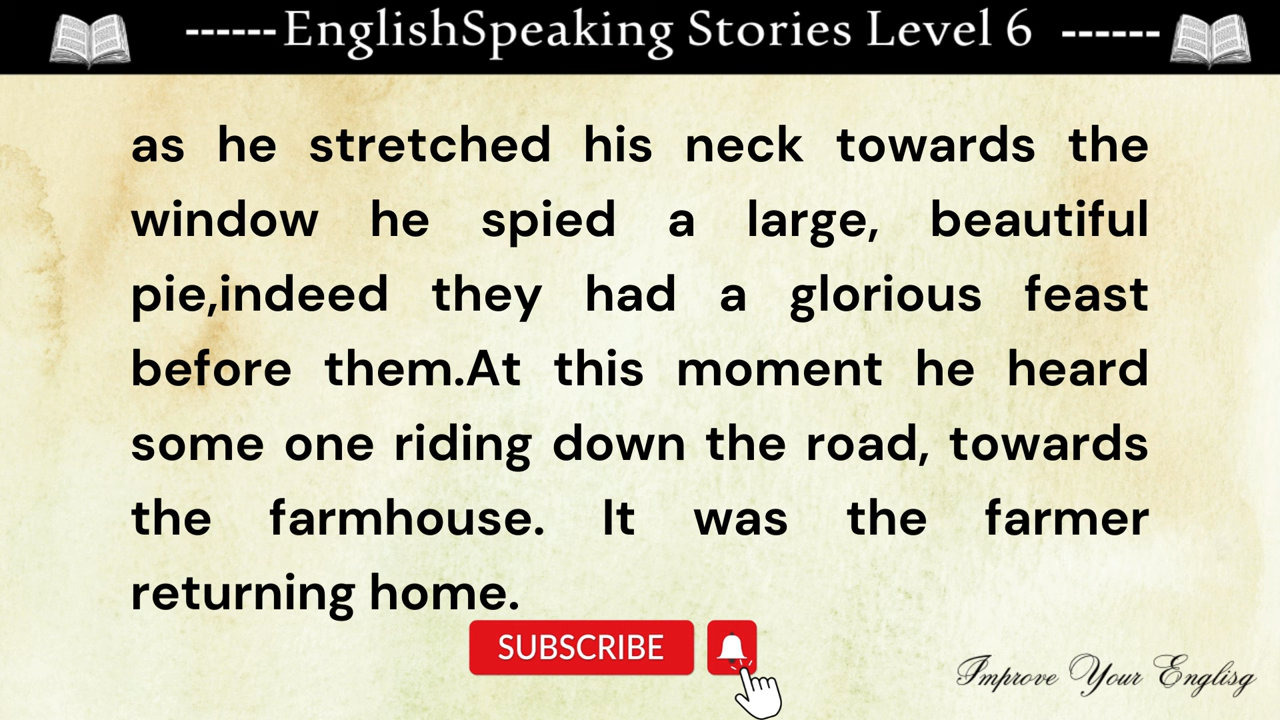 ------EnglishSpeaking Stories Level 6 ------
as he stretched his neck towards the
window he spied a large, beautiful
pie,indeed they had a glorious feast
before them.At this moment he heard
some one riding down the road, towards
the farmhouse. It was the farmer
returning home.
SUBSCRIBE
Improve Your Englisg